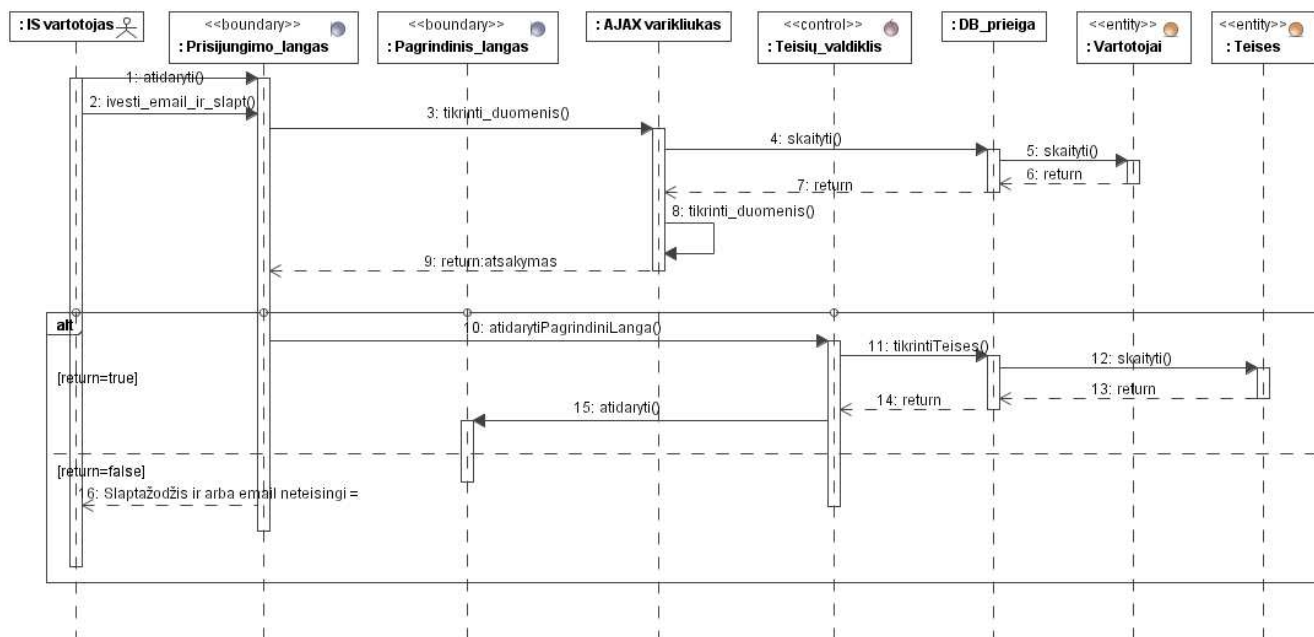 : IS vartotojas
<<boundary>>
: Prisijungimo_langas
<<boundary>>
: Pagrindinis_langas
: AJAX varikliukas
<<control>>
: Teisių_valdiklis
DB_prieiga
<<entity>>
: Vartotojai
<<entity>>
: Teises
1: atidaryti()
2: ivesti_email_ir_slapt()
3: tikrinti_duomenis()
4: skaityti()
5: skaityti()
6: return
7: return
8: tikrinti_duomenis()
9: return:atsakymas
alt
10: atidarytiPagrindiniLanga()
11: tikrintiTeises()
12: skaityti()
[return=true]
13: return
14: return
15: atidaryti()
[return=false]
16: Slaptažodžis ir arba email neteisingi =